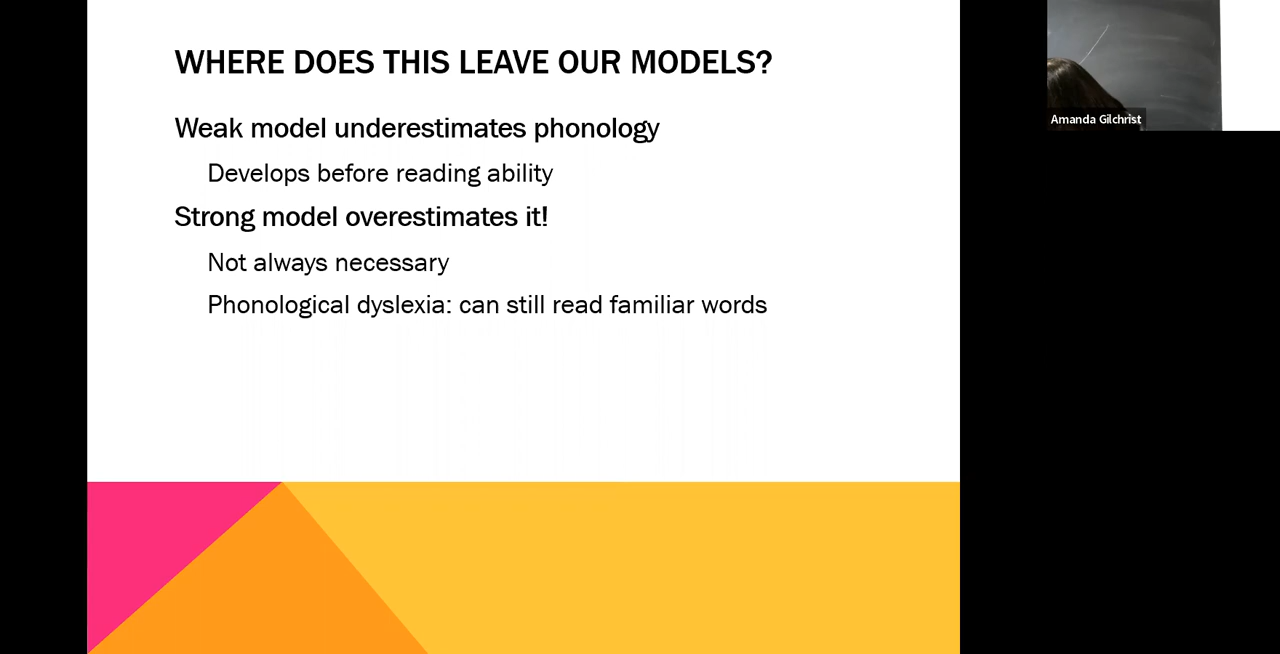 WHERE DOES THIS LEAVE OUR MODELS?
Weak model underestimates phonology
Develops before reading ability
Strong model overestimates it!
Not always necessary
Phonological dyslexia: can still read familiar words
Amanda Gilchrist